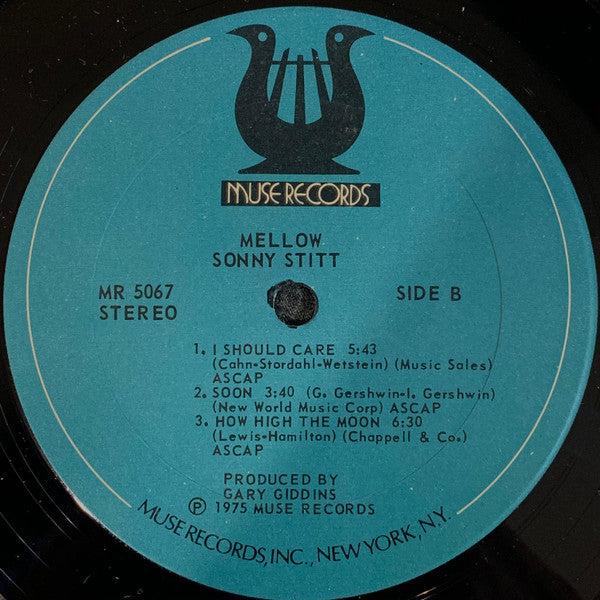 MUSE RECORDS
MELLOW
SONNY STITT
MR 5067
STEREO
SIDE B
1. I SHOULD CARE 5:43
(Cahn-Stordahl-Wetstein) (Music Sales)
ASCAP
2. SOON 3:40 (G. Gershwin-I. Gershwin)
(New World Music Corp) ASCAP
3. HOW HIGH THE MOON 6:30
(Lewis-Hamilton) (Chappell & Co.)
ASCAP
PRODUCED BY
GARY GIDDINS
℗ 1975 MUSE RECORDS
MUSE RECORDS, INC., NEW YORK, N.Y.